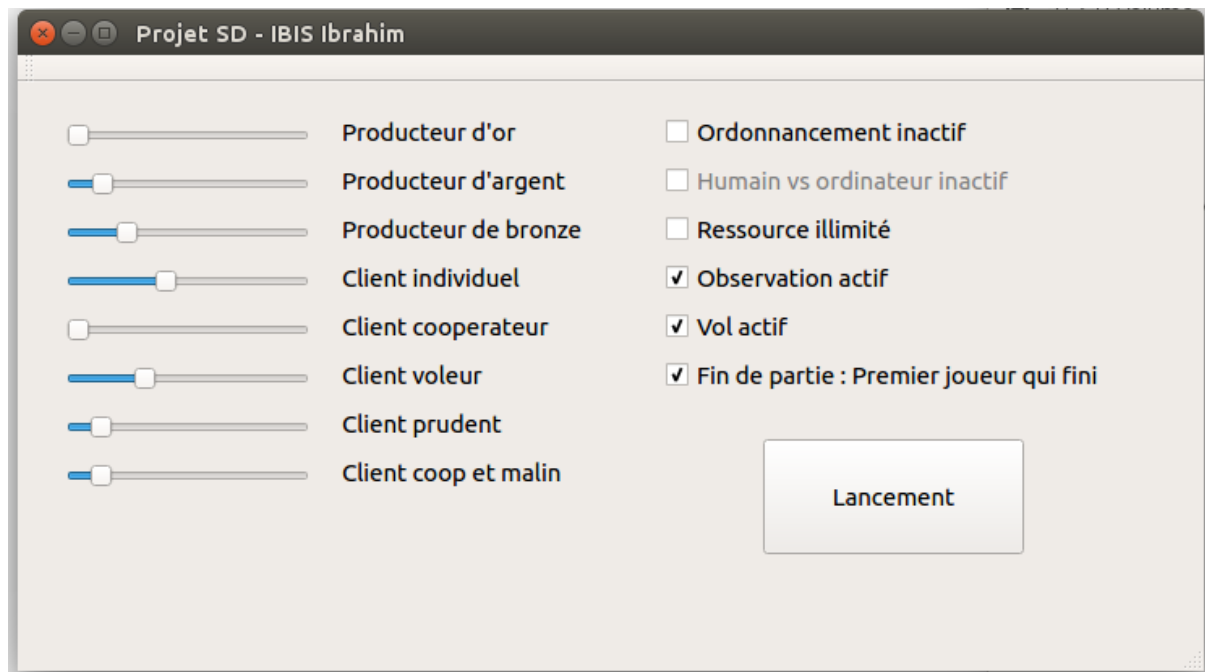 Projet SD - IBIS Ibrahim
Producteur d'or
Producteur d'argent
Producteur de bronze
Client individuel
Client cooperateur
Client voleur
Client prudent
Client coop et malin
Ordonnancement inactif
Humain vs ordinateur inactif
Ressource illimité
Observation actif
Vol actif
Fin de partie : Premier joueur qui fini
Lancement